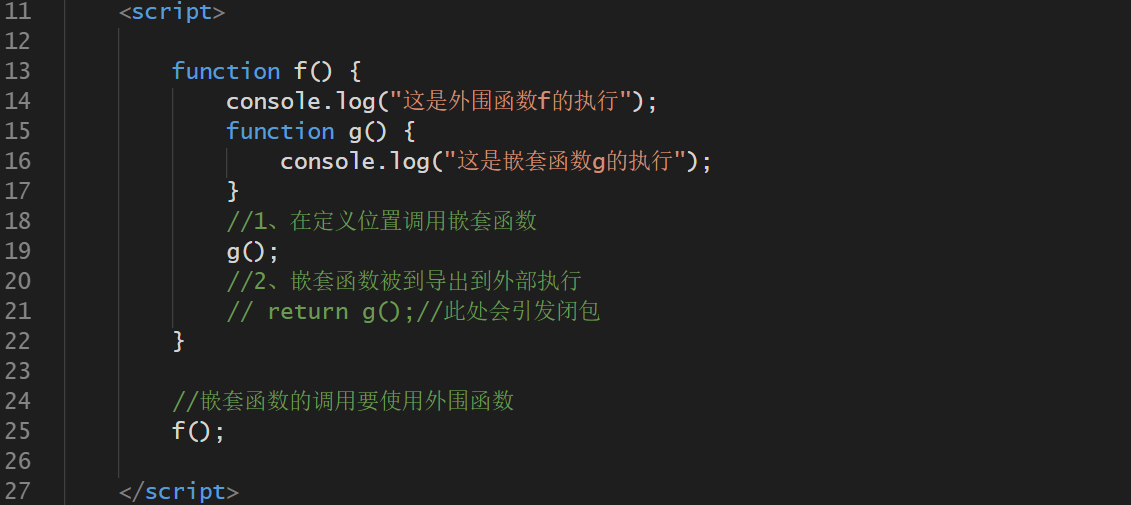 11 <script>
12
13 function f() {
14 console.log("这是外围函数f的执行");
15 function g() {
16 console.log("这是嵌套函数g的执行");
17 }
18 //1、在定义位置调用嵌套函数
19 g();
20 //2、嵌套函数被到导出到外部执行
21 // return g();//此处会引发闭包
22 }
23
24 //嵌套函数的调用要使用外围函数
25 f();
26
27 </script>